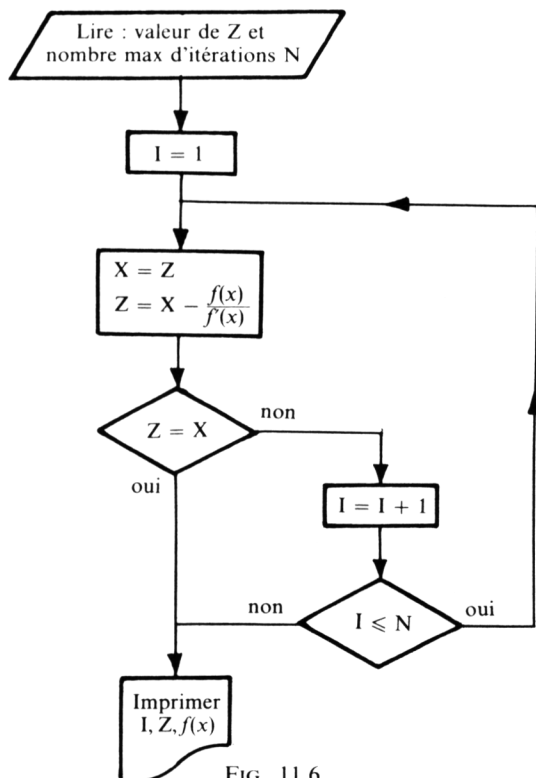 Lire : valeur de Z et
nombre max d'itérations N
I = 1
X = Z
Z = X − f(x)/f'(x)
Z = X
non
oui
I = I + 1
I ⩽ N
non
oui
Imprimer
I, Z, f(x)
FIG. 11.6